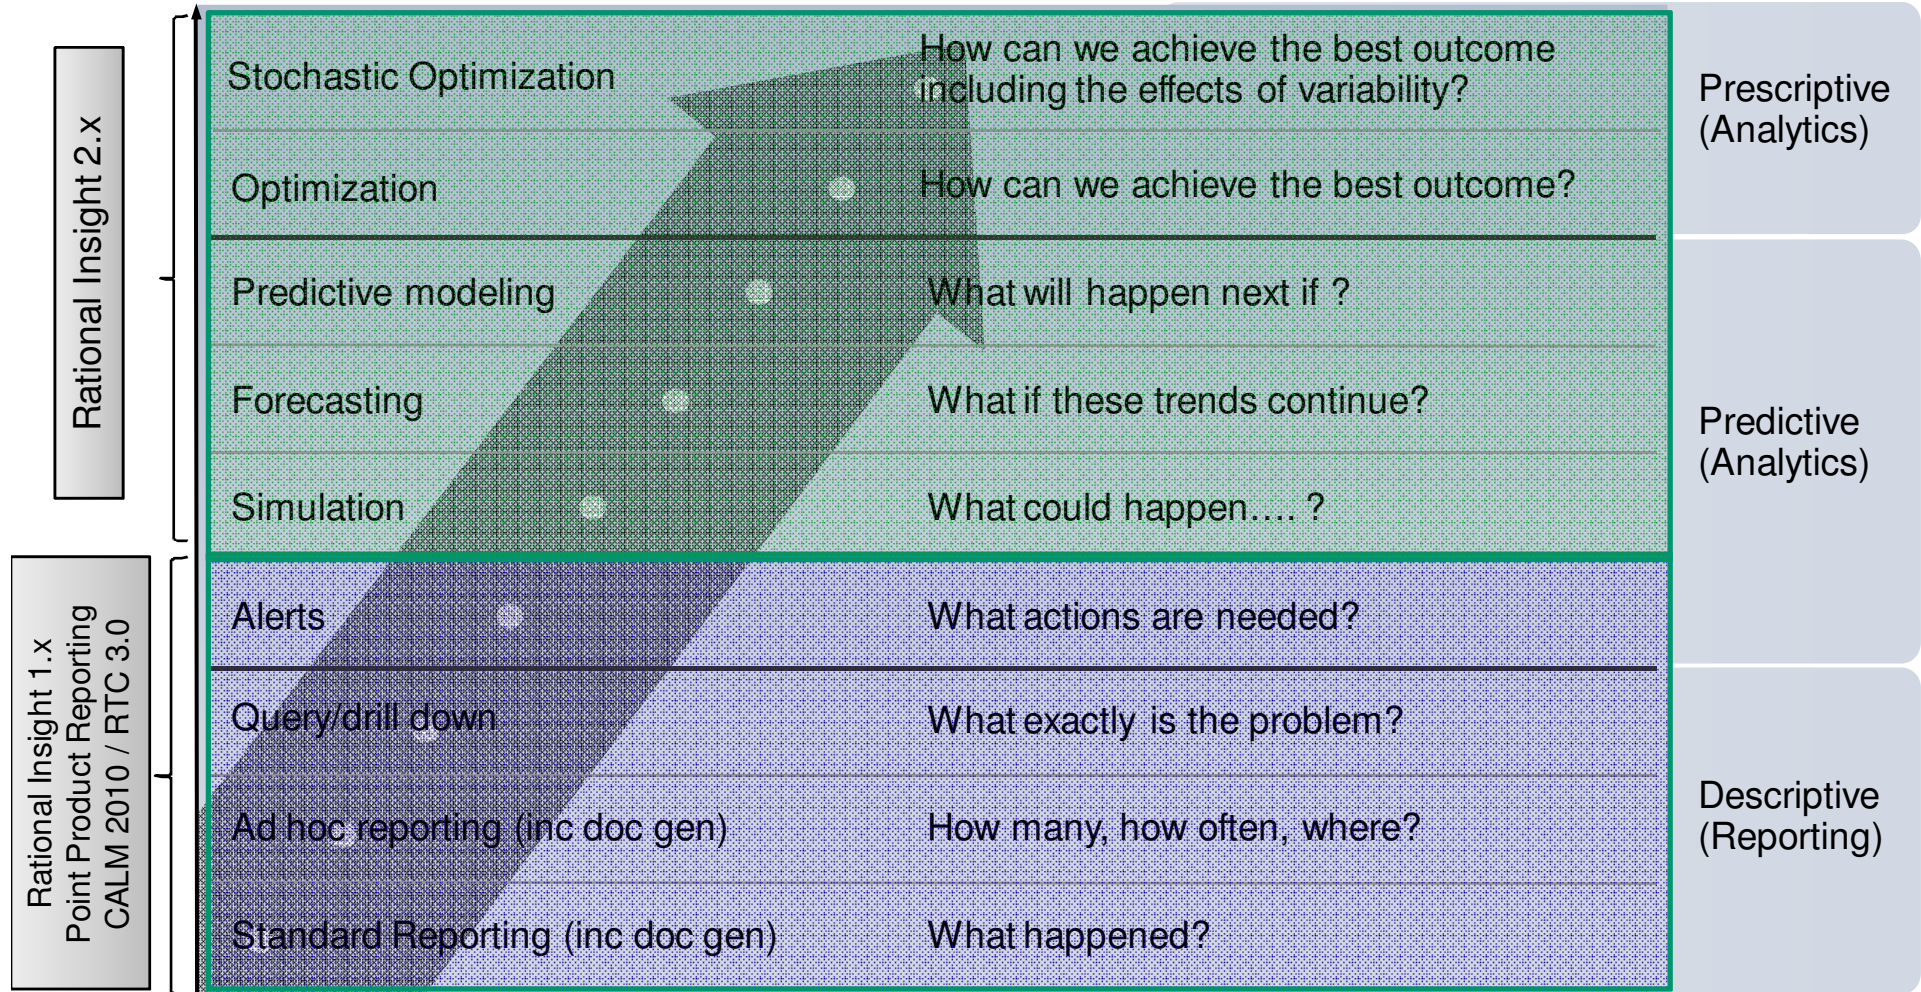 Rational Insight 2.x
Stochastic Optimization
How can we achieve the best outcome
including the effects of variability?
Prescriptive
(Analytics)
Optimization
How can we achieve the best outcome?
Predictive modeling
What will happen next if ?
Forecasting
What if these trends continue?
Predictive
(Analytics)
Simulation
What could happen.... ?
Rational Insight 1.x
Point Product Reporting
CALM 2010 / RTC 3.0
Alerts
What actions are needed?
Query/drill down
What exactly is the problem?
Ad hoc reporting (inc doc gen)
How many, how often, where?
Descriptive
(Reporting)
Standard Reporting (inc doc gen)
What happened?